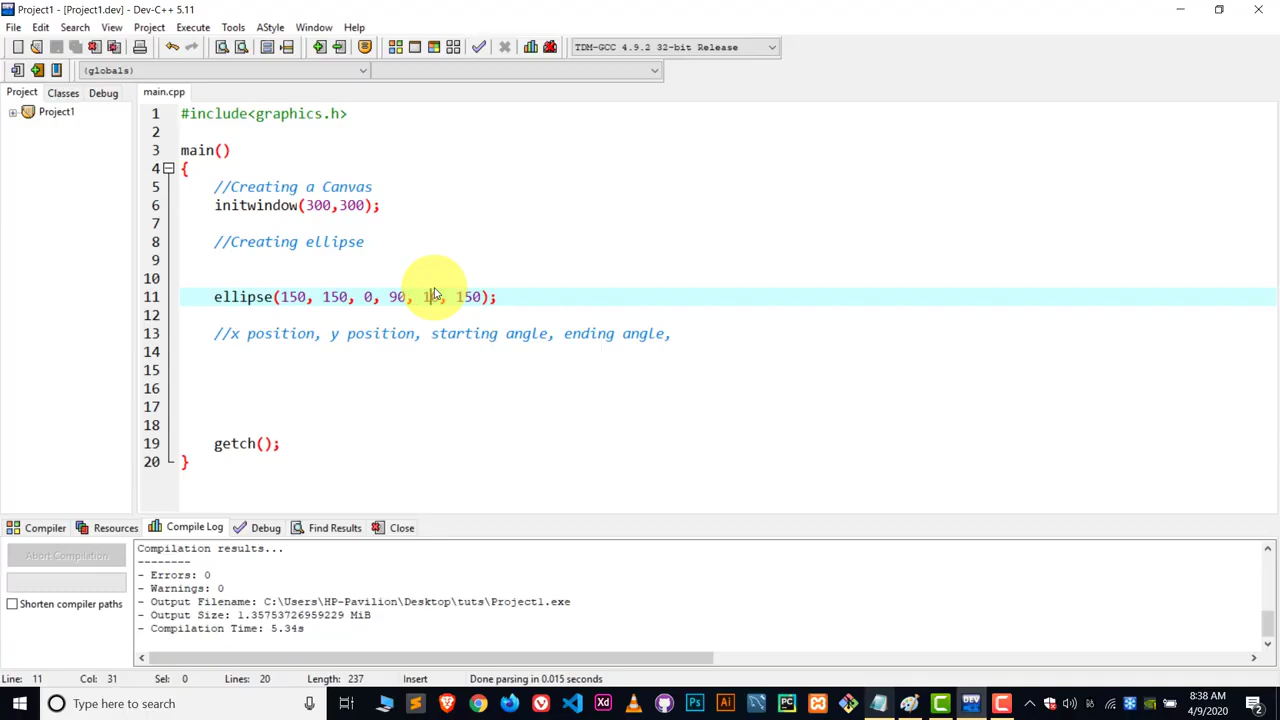 Project1 - [Project1.dev] - Dev-C++ 5.11
File Edit Search View Project Execute Tools AStyle Window Help
TDM-GCC 4.9.2 32-bit Release
(globals)
Project Classes Debug main.cpp
Project1
1 #include<graphics.h>
2
3 main()
4 {
5 //Creating a Canvas
6 initwindow(300,300);
7
8 //Creating ellipse
9
10
11 ellipse(150, 150, 0, 90, 10, 150);
12
13 //x position, y position, starting angle, ending angle,
14
15
16
17
18
19 getch();
20 }
Compiler Resources Compile Log Debug Find Results Close
Abort Compilation
Shorten compiler paths
Compilation results...
--------
- Errors: 0
- Warnings: 0
- Output Filename: C:\Users\HP-Pavilion\Desktop\tuts\Project1.exe
- Output Size: 1.35753726959229 MiB
- Compilation Time: 5.34s
Line: 11 Col: 31 Sel: 0 Lines: 20 Length: 237 Insert Done parsing in 0.015 seconds
Type here to search
8:38 AM
4/9/2020